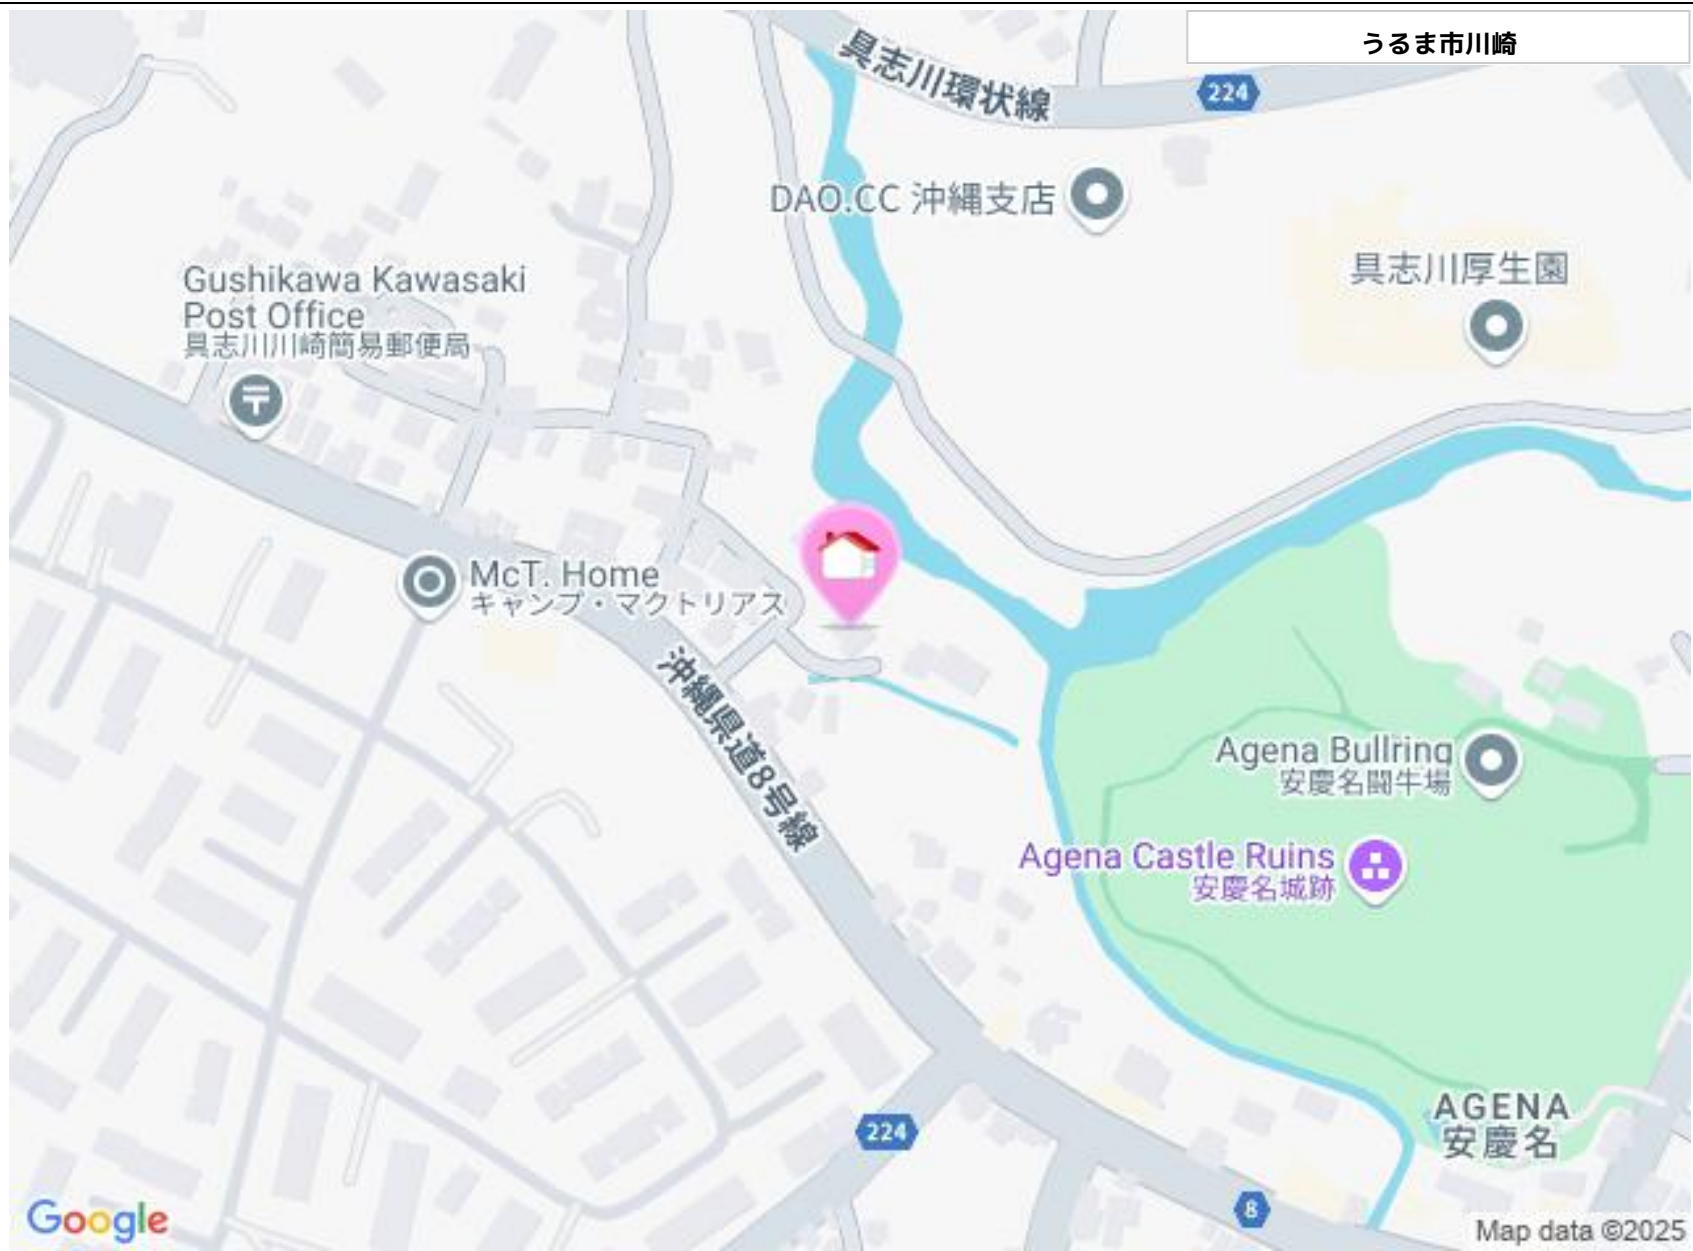 うるま市川崎
具志川環状線
224
DAO.CC 沖縄支店
具志川厚生園
Gushikawa Kawasaki
Post Office
具志川川崎簡易郵便局
McT. Home
キャンプ・マクトリアス
沖縄県道8号線
Agena Bullring
安慶名闘牛場
Agena Castle Ruins
安慶名城跡
AGENA
安慶名
224
8
Google
Map data ©2025